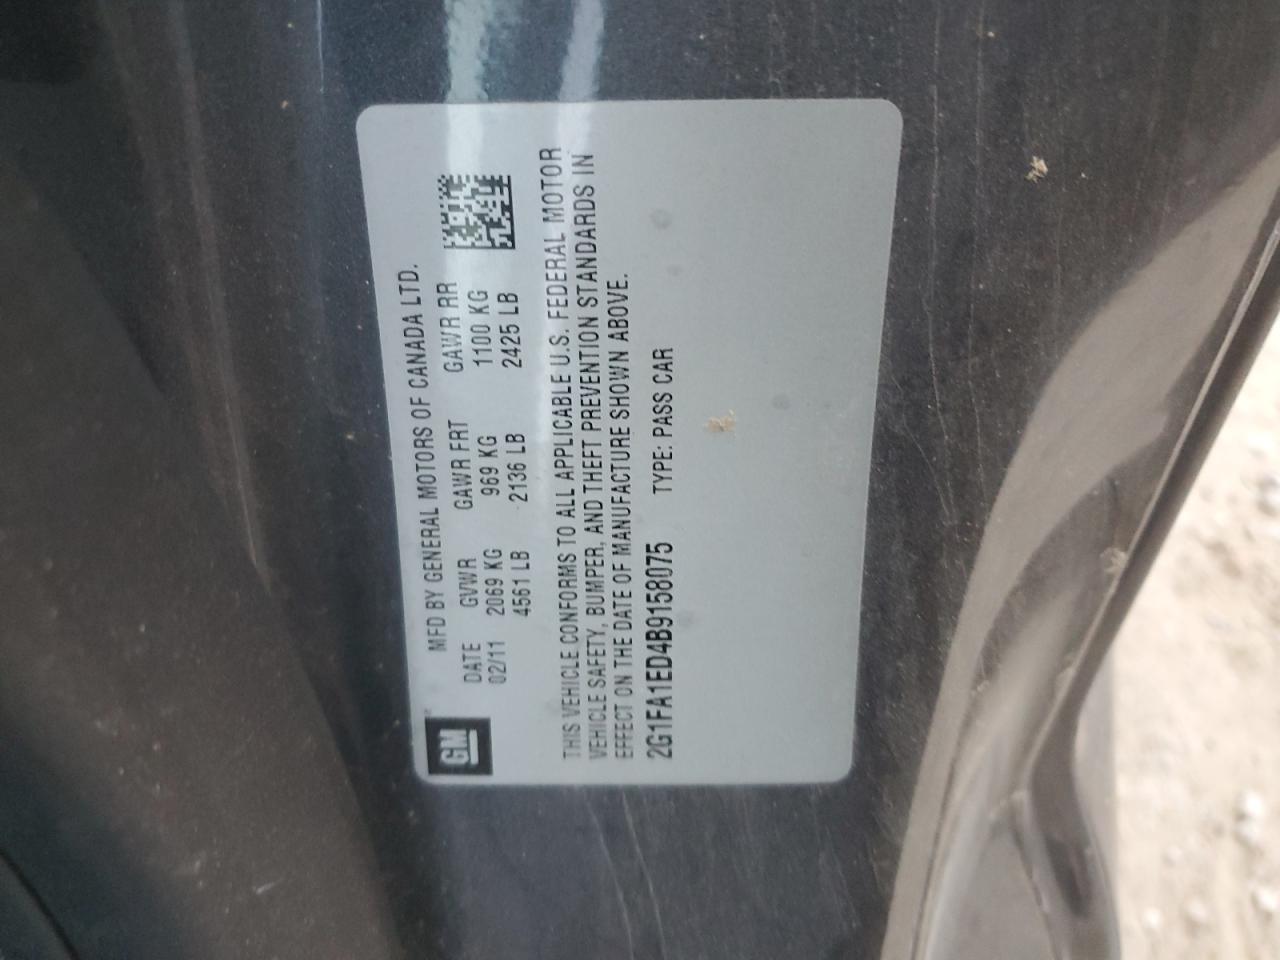 GM
MFD BY GENERAL MOTORS OF CANADA LTD.
DATE GVWR GAWR FRT GAWR RR
02/11 2069 KG 969 KG 1100 KG
4561 LB 2136 LB 2425 LB
THIS VEHICLE CONFORMS TO ALL APPLICABLE U.S. FEDERAL MOTOR
VEHICLE SAFETY, BUMPER, AND THEFT PREVENTION STANDARDS IN
EFFECT ON THE DATE OF MANUFACTURE SHOWN ABOVE.
2G1FA1ED4B9158075 TYPE: PASS CAR